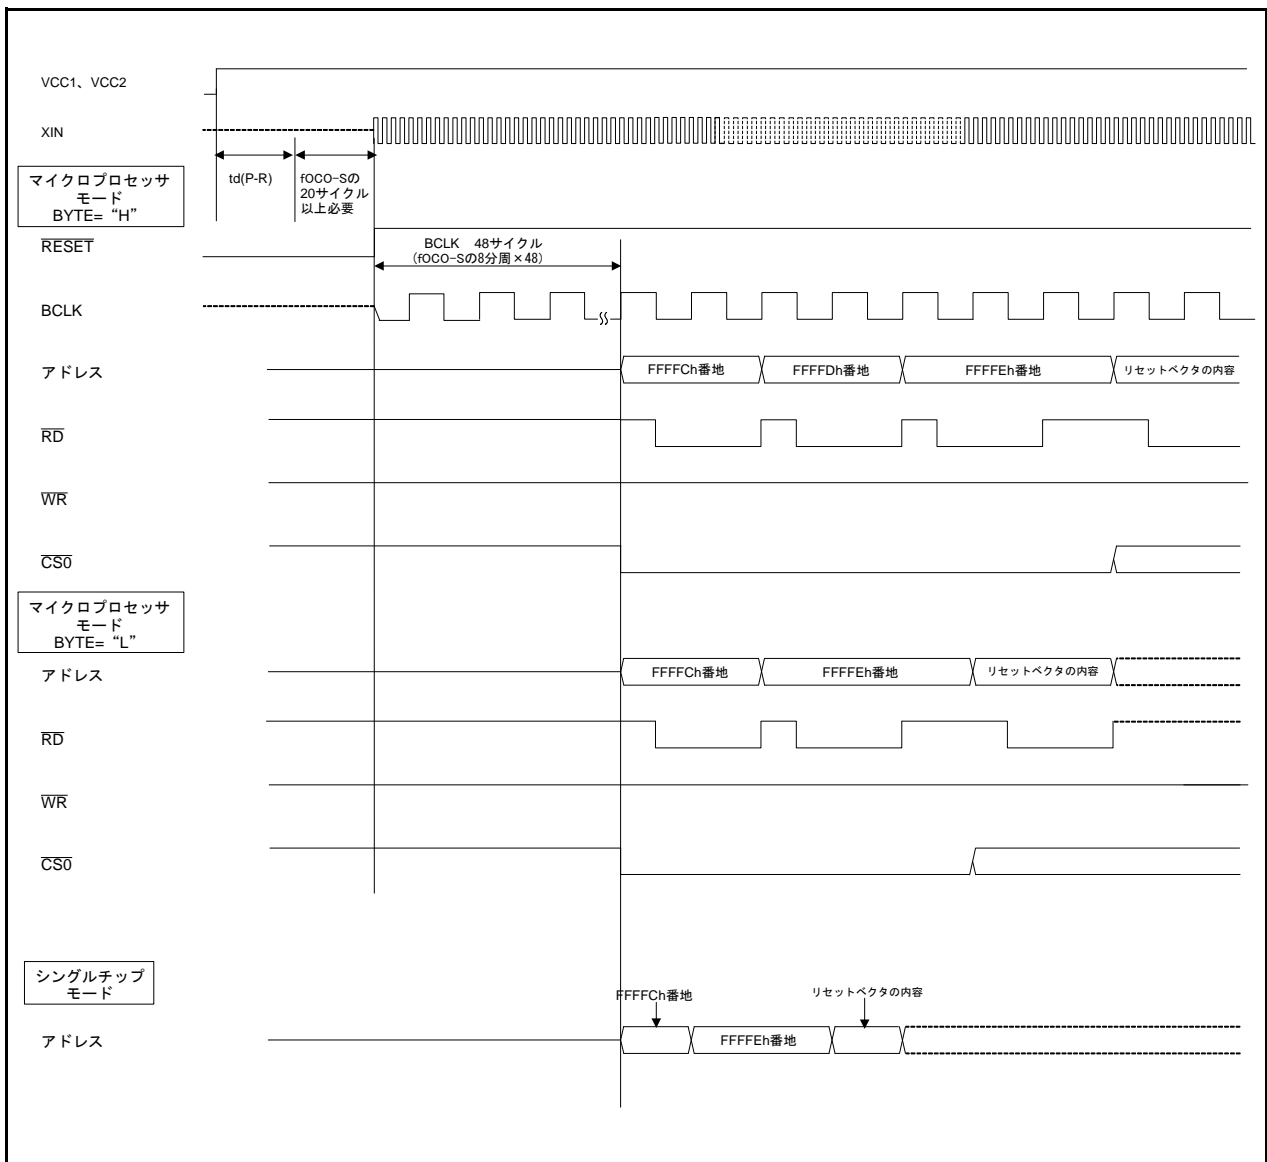 VCC1、VCC2
XIN
マイクロプロセッサ
モード
BYTE= “H”
td(P-R)
fOCO-Sの
20サイクル
以上必要
RESET
BCLK 48サイクル
(fOCO-Sの8分周×48)
BCLK
アドレス
FFFFCh番地
FFFFDh番地
FFFFEh番地
リセットベクタの内容
RD
WR
CS0
マイクロプロセッサ
モード
BYTE= “L”
アドレス
FFFFCh番地
FFFFEh番地
リセットベクタの内容
RD
WR
CS0
シングルチップ
モード
FFFFCh番地
リセットベクタの内容
アドレス
FFFFEh番地